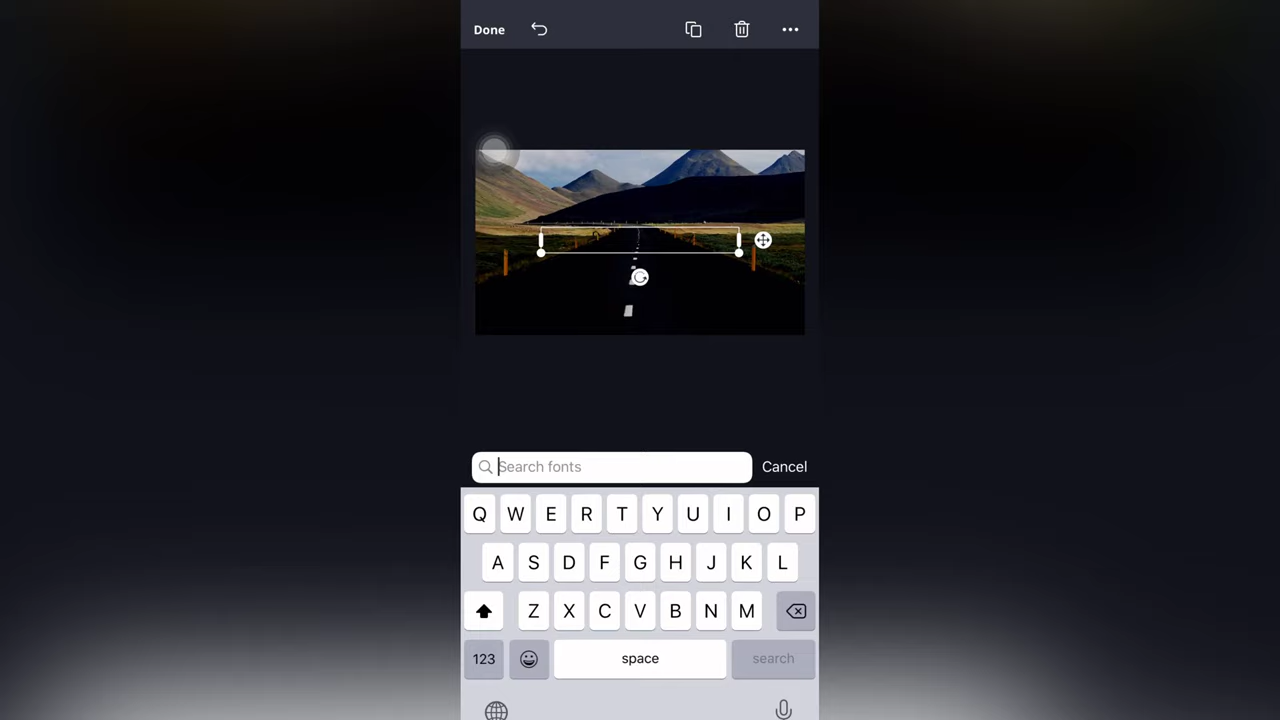 Done
Search fonts
Cancel
Q W E R T Y U I O P
A S D F G H J K L
Z X C V B N M
123 space search